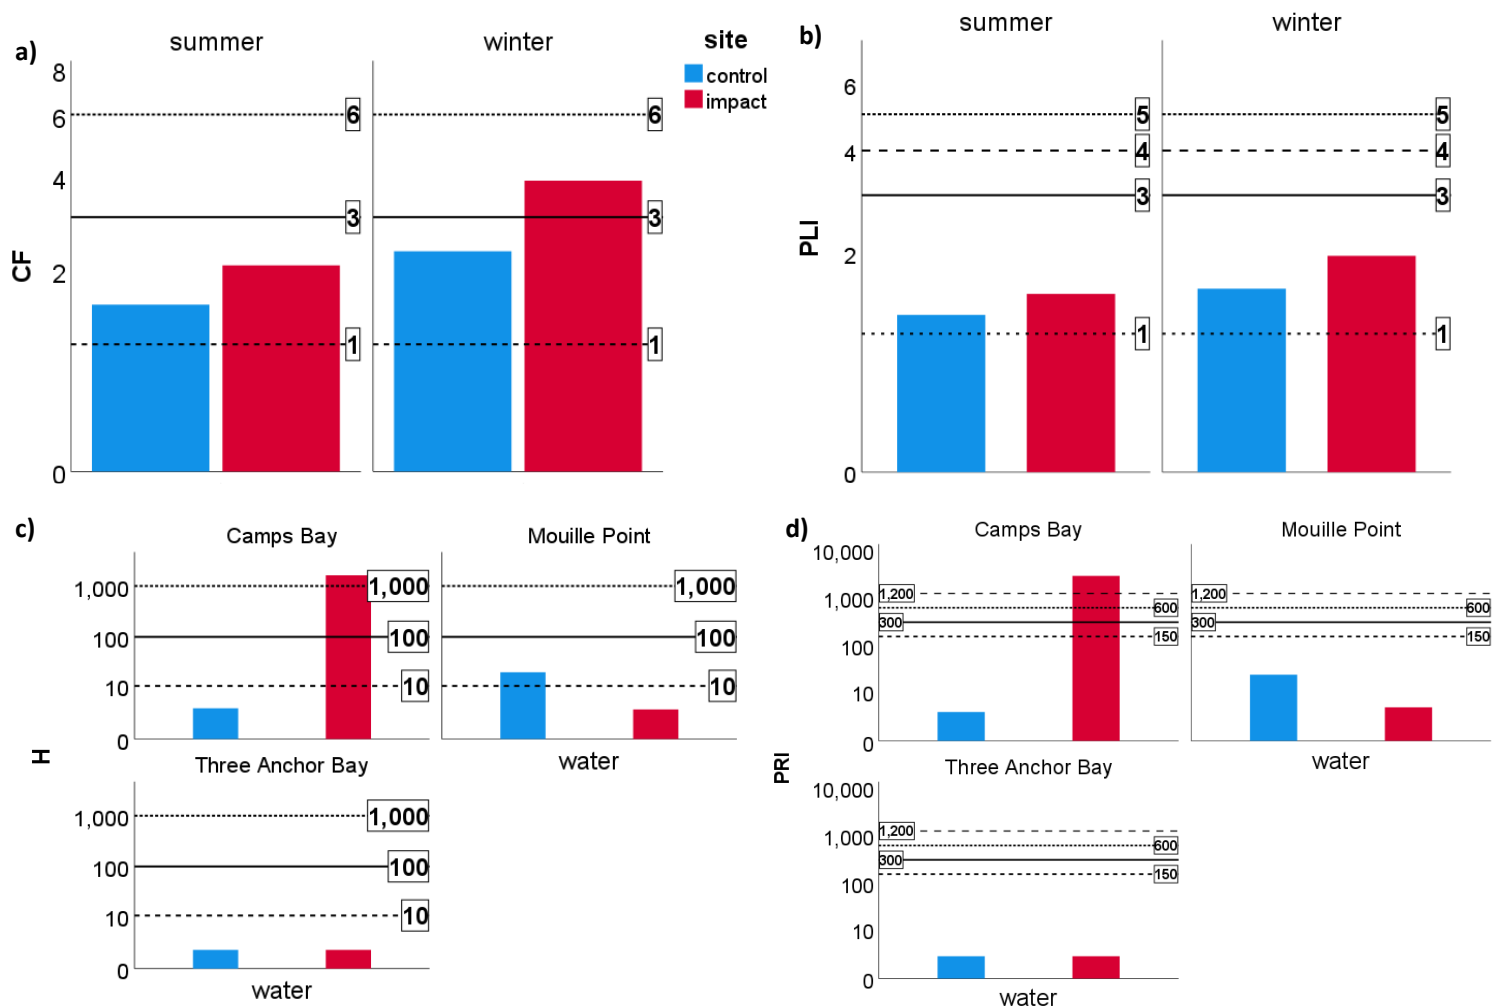 a)
summer
winter
site
control
impact
8
6
4
2
0
CF
6
3
1
6
3
1
b)
summer
winter
6
4
2
0
PLI
5
4
3
1
5
4
3
1
c)
Camps Bay
Mouille Point
1,000
100
10
0
1,000
100
10
1,000
100
10
water
H
Three Anchor Bay
1,000
100
10
0
1,000
100
10
water
d)
Camps Bay
Mouille Point
10,000
1,000
100
10
0
1,200
600
300
150
1,200
600
300
150
water
PRI
Three Anchor Bay
10,000
1,000
100
10
0
1,200
600
300
150
water